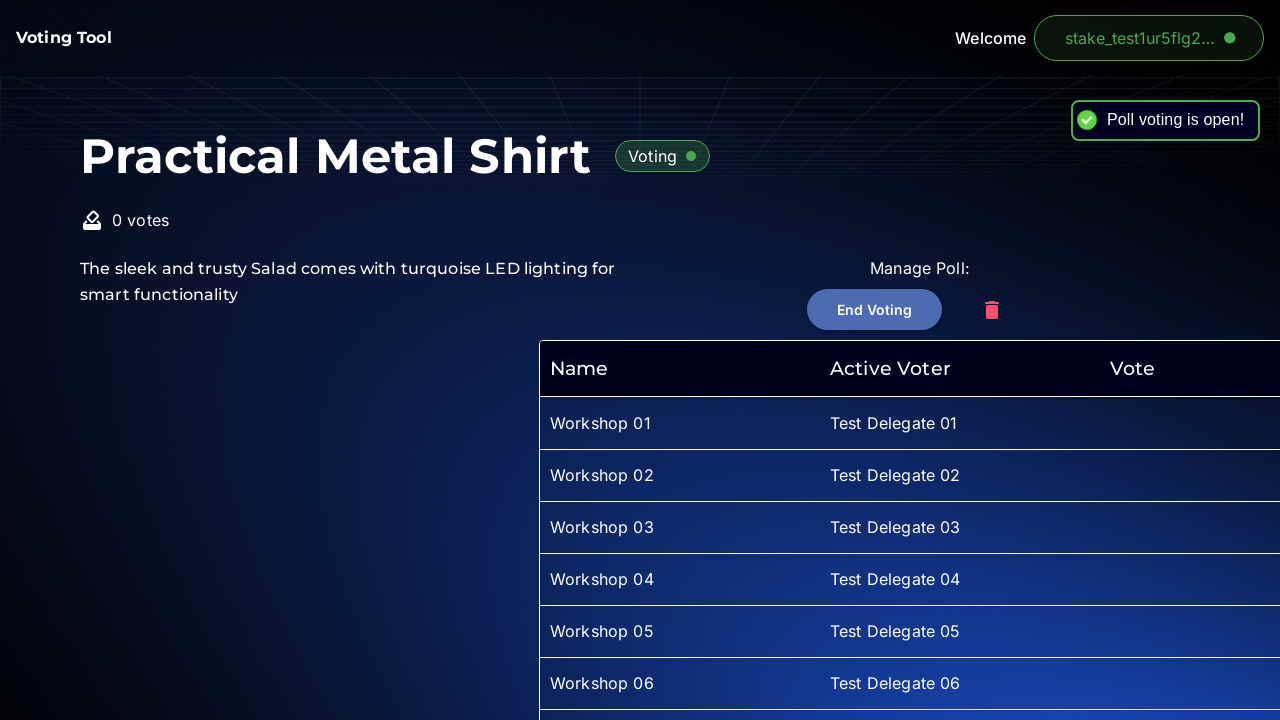 Voting Tool
Welcome
stake_test1ur5flg2...
Poll voting is open!
Practical Metal Shirt
Voting
0 votes
The sleek and trusty Salad comes with turquoise LED lighting for
smart functionality
Manage Poll:
End Voting
Name Active Voter Vote
Workshop 01 Test Delegate 01
Workshop 02 Test Delegate 02
Workshop 03 Test Delegate 03
Workshop 04 Test Delegate 04
Workshop 05 Test Delegate 05
Workshop 06 Test Delegate 06